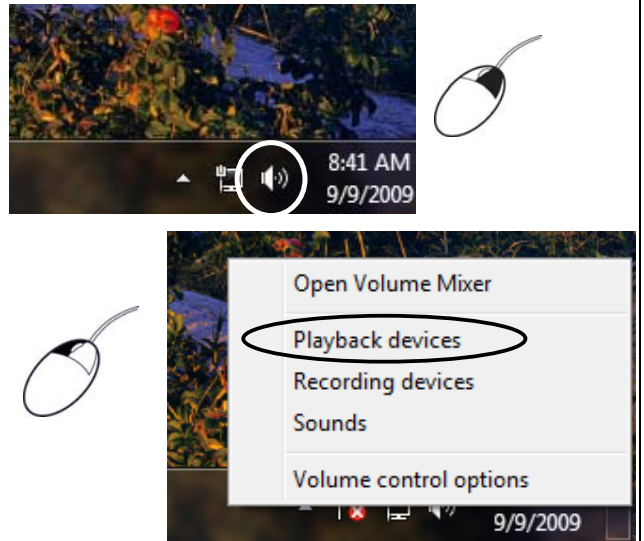 8:41 AM
9/9/2009
Open Volume Mixer
Playback devices
Recording devices
Sounds
Volume control options
9/9/2009